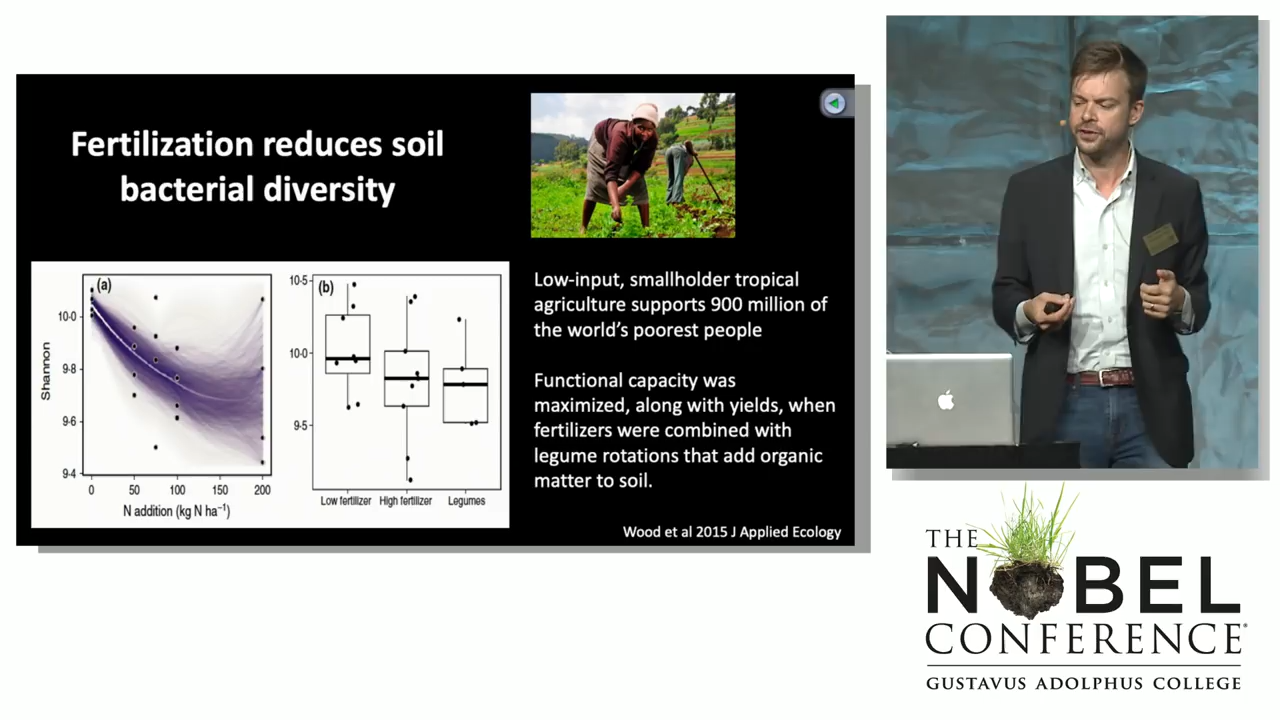 Fertilization reduces soil
bacterial diversity
Low-input, smallholder tropical
agriculture supports 900 million of
the world's poorest people
Functional capacity was
maximized, along with yields, when
fertilizers were combined with
legume rotations that add organic
matter to soil.
Wood et al 2015 J Applied Ecology
(a)
Shannon
10·0
9·8
9·6
9·4
0
50
100
150
200
N addition (kg N ha⁻¹)
(b)
10·5
10·0
9·5
Low fertilizer
High fertilizer
Legumes
THE
NOBEL
CONFERENCE®
GUSTAVUS ADOLPHUS COLLEGE